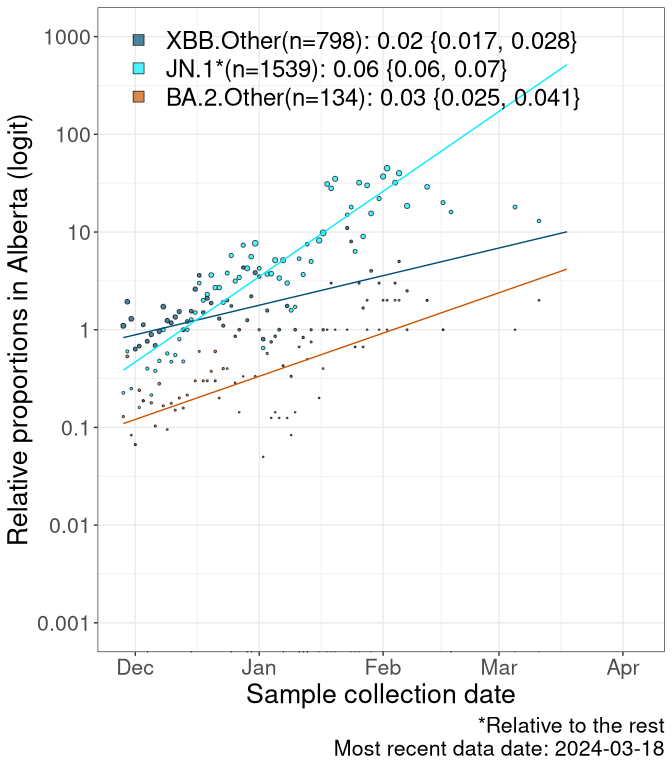 XBB.Other(n=798): 0.02 {0.017, 0.028}
JN.1*(n=1539): 0.06 {0.06, 0.07}
BA.2.Other(n=134): 0.03 {0.025, 0.041}
Relative proportions in Alberta (logit)
1000
100
10
1
0.1
0.01
0.001
Dec Jan Feb Mar Apr
Sample collection date
*Relative to the rest
Most recent data date: 2024-03-18